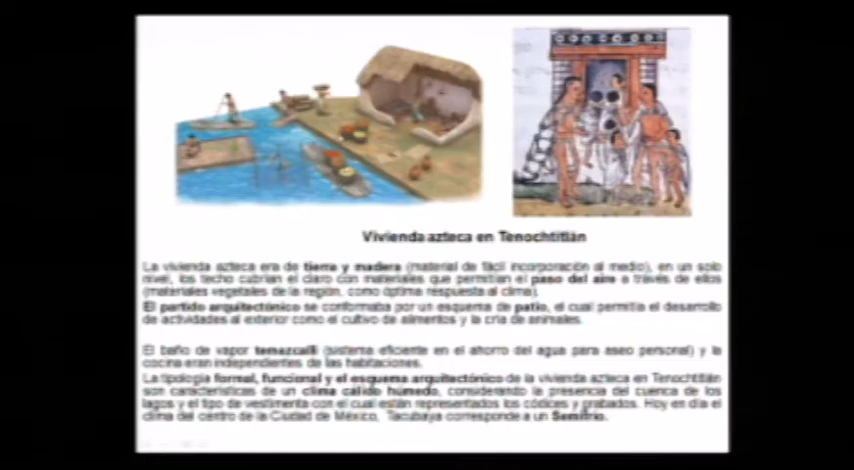 Vivienda azteca en Tenochtitlán
La vivienda azteca era de tierra y madera (material de fácil incorporación al medio), en un solo
nivel, los techo cubrían el claro con materiales que permitían el paso del aire a través de ellos
(materiales vegetales de la región, como óptima respuesta al clima).
El partido arquitectónico se conformaba por un esquema de patio, el cual permitía el desarrollo
de actividades al exterior como el cultivo de alimentos y la cría de animales.
El baño de vapor temazcalli (sistema eficiente en el ahorro del agua para aseo personal) y la
cocina eran independientes de las habitaciones.
La tipología formal, funcional y el esquema arquitectónico de la vivienda azteca en Tenochtitlán
son características de un clima cálido húmedo, considerando la presencia del cuenca de los
lagos y el tipo de vestimenta con el cual están representados los códices y grabados. Hoy en día el
clima del centro de la Ciudad de México, Tacubaya corresponde a un Semifrío.